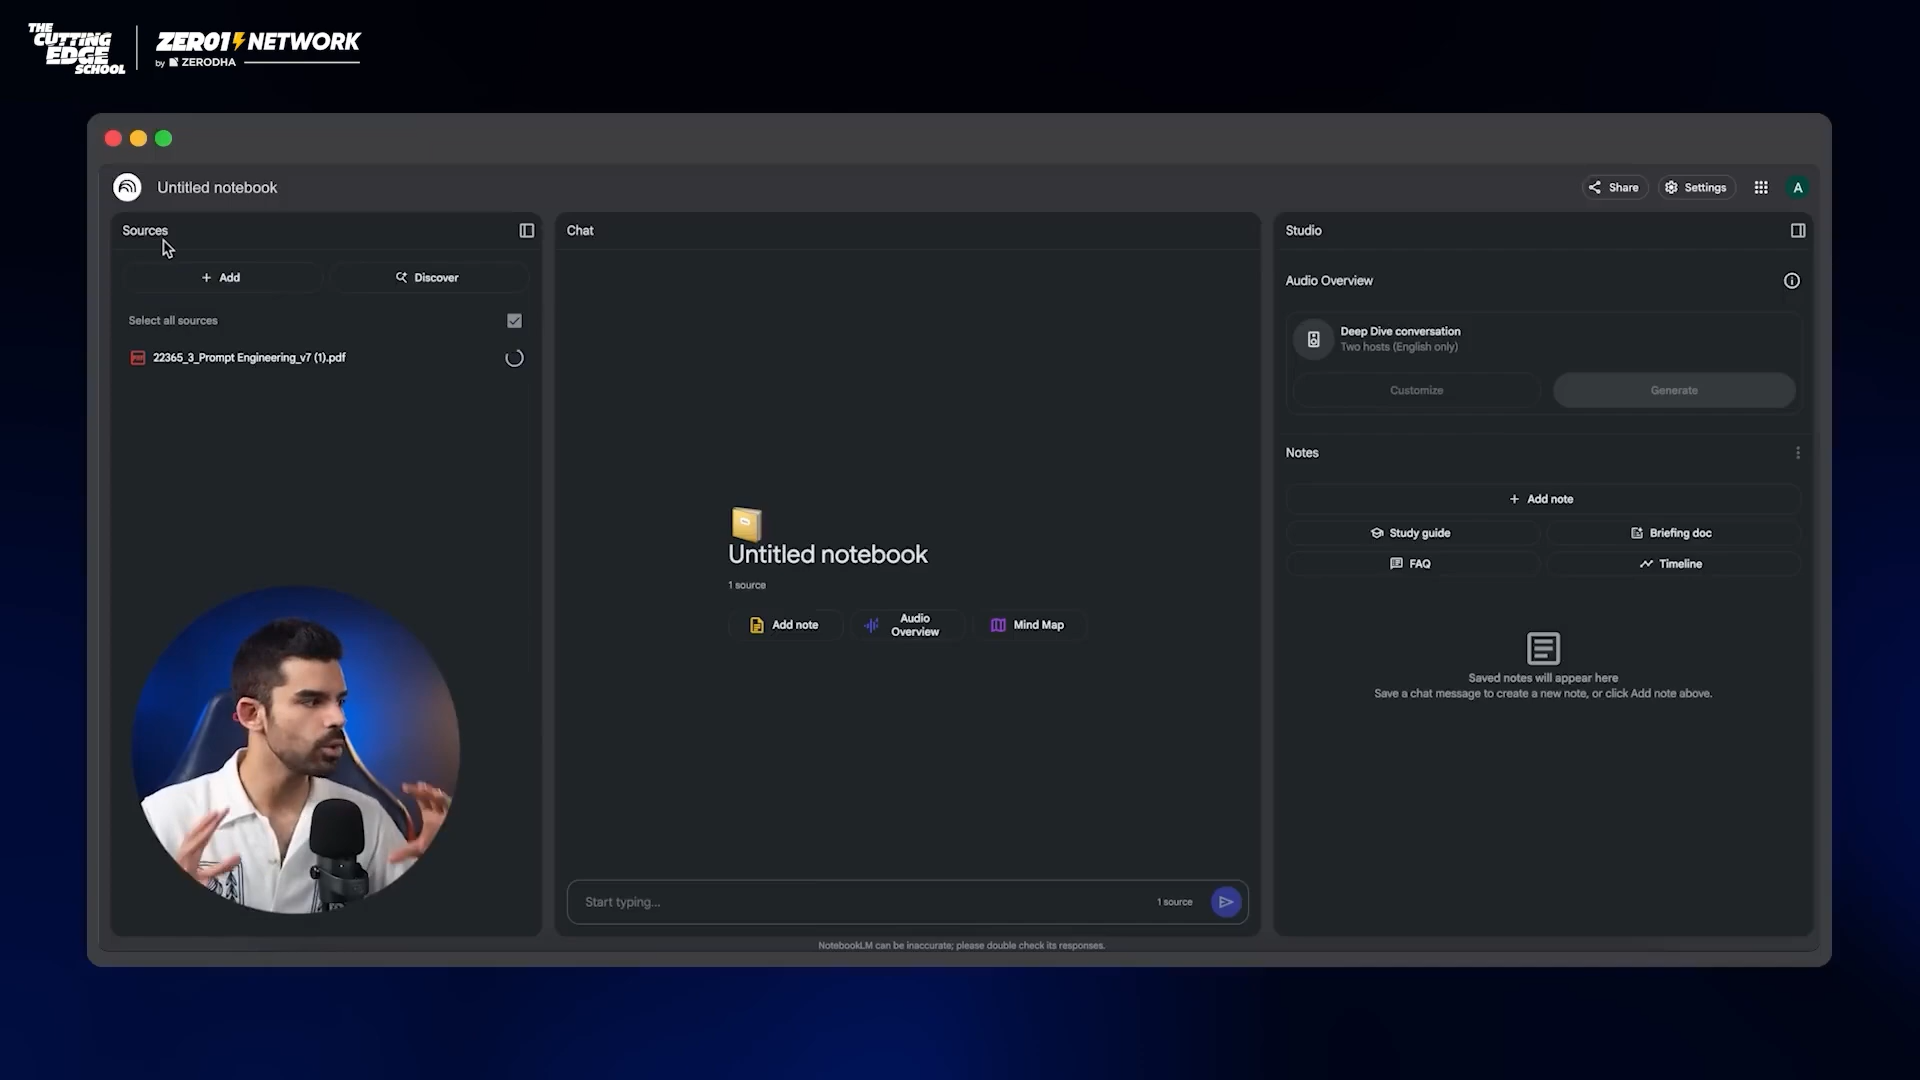 THE
CUTTING
EDGE
SCHOOL
ZERO1 NETWORK
by ZERODHA
Untitled notebook
Share
Settings
A
Sources
+ Add
Discover
Select all sources
PDF
22365_3_Prompt Engineering_v7 (1).pdf
Chat
Untitled notebook
1 source
Add note
Audio
Overview
Mind Map
Start typing...
1 source
NotebookLM can be inaccurate; please double check its responses.
Studio
Audio Overview
Deep Dive conversation
Two hosts (English only)
Customize
Generate
Notes
+ Add note
Study guide
Briefing doc
FAQ
Timeline
Saved notes will appear here
Save a chat message to create a new note, or click Add note above.